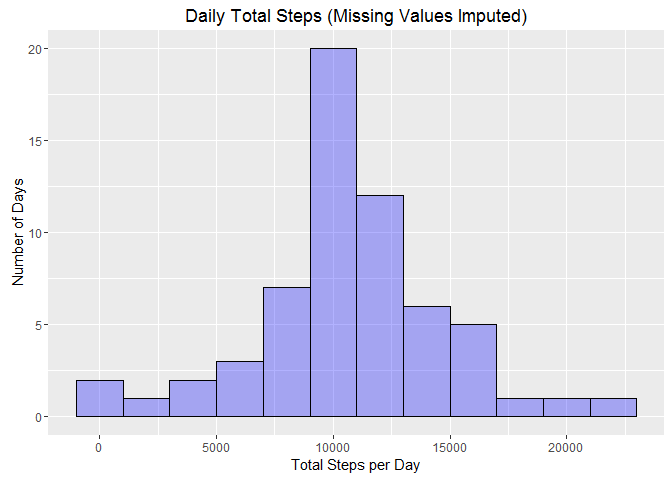 Daily Total Steps (Missing Values Imputed)
Number of Days
20
15
10
5
0
0 5000 10000 15000 20000
Total Steps per Day